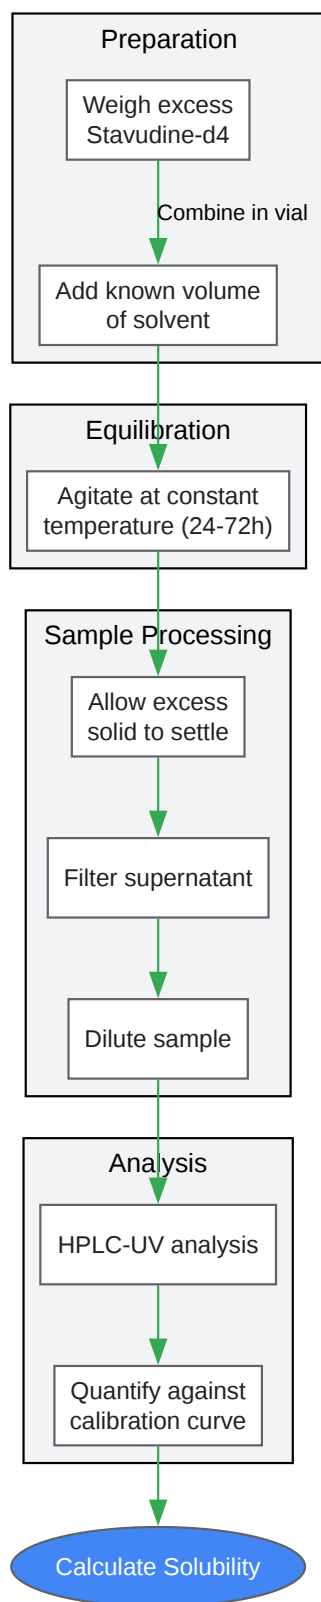 Preparation
Weigh excess
Stavudine-d4
Combine in vial
Add known volume
of solvent
Equilibration
Agitate at constant
temperature (24-72h)
Sample Processing
Allow excess
solid to settle
Filter supernatant
Dilute sample
Analysis
HPLC-UV analysis
Quantify against
calibration curve
Calculate Solubility